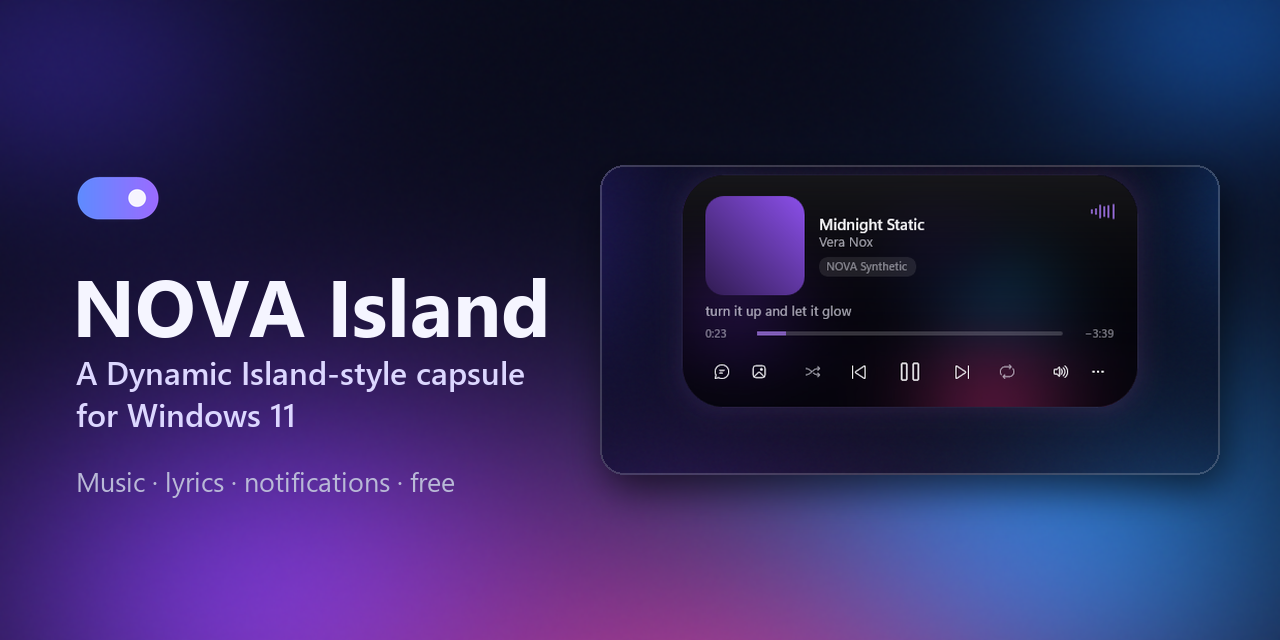 NOVA Island
A Dynamic Island-style capsule
for Windows 11
Music · lyrics · notifications · free
Midnight Static
Vera Nox
NOVA Synthetic
turn it up and let it glow
0:23
−3:39